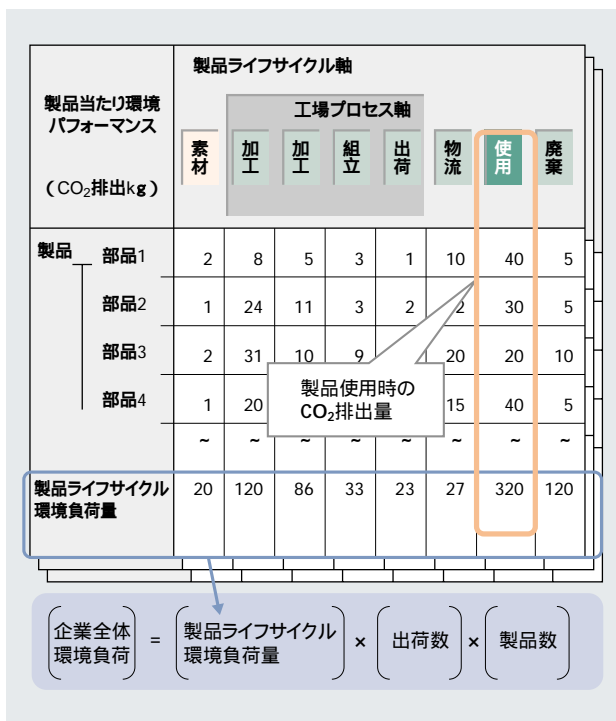 製品ライフサイクル軸
製品当たり環境
パフォーマンス
(CO₂排出kg)
工場プロセス軸
素材 加工 加工 組立 出荷 物流 使用 廃棄
製品 部品1 2 8 5 3 1 10 40 5
部品2 1 24 11 3 2 2 30 5
部品3 2 31 10 9 20 20 10
部品4 1 20 15 40 5
製品使用時の
CO₂排出量
~ ~ ~ ~ ~ ~ ~ ~
製品ライフサイクル
環境負荷量
20 120 86 33 23 27 320 120
企業全体
環境負荷
=
製品ライフサイクル
環境負荷量
×
出荷数
×
製品数